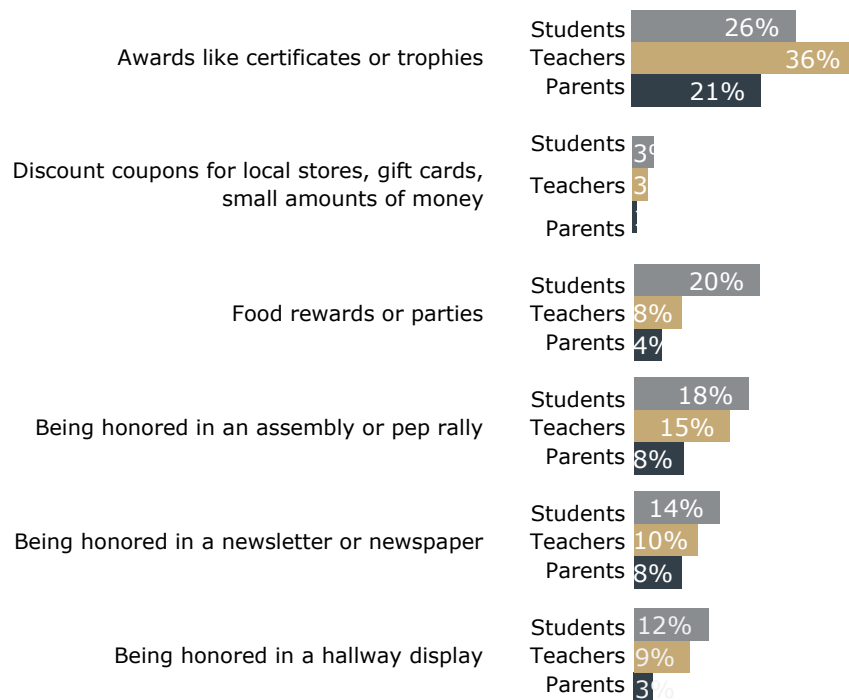 Awards like certificates or trophies
Students 26%
Teachers 36%
Parents 21%
Discount coupons for local stores, gift cards,
small amounts of money
Students 3%
Teachers 3
Parents
Food rewards or parties
Students 20%
Teachers 8%
Parents 4%
Being honored in an assembly or pep rally
Students 18%
Teachers 15%
Parents 8%
Being honored in a newsletter or newspaper
Students 14%
Teachers 10%
Parents 8%
Being honored in a hallway display
Students 12%
Teachers 9%
Parents 3%